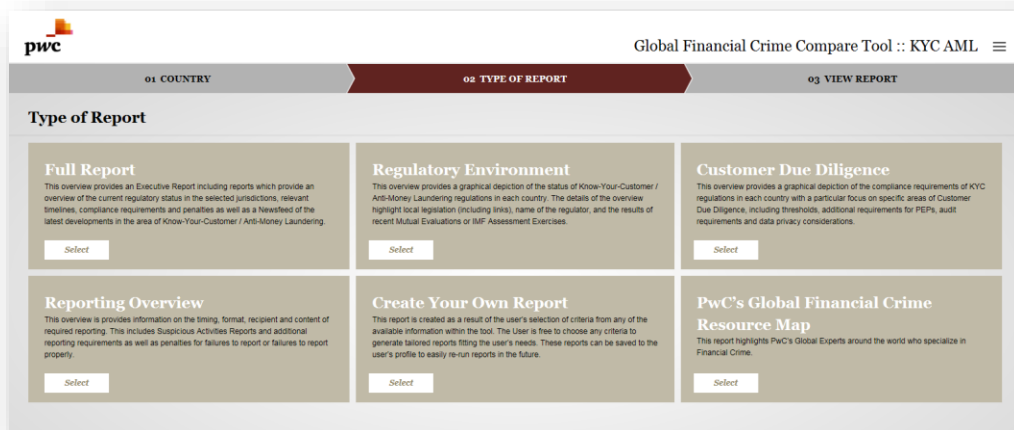 pwc
Global Financial Crime Compare Tool :: KYC AML
01 COUNTRY
02 TYPE OF REPORT
03 VIEW REPORT
Type of Report
Full Report
This overview provides an Executive Report including reports which provide an
overview of the current regulatory status in the selected jurisdictions, relevant
timelines, compliance requirements and penalties as well as a Newsfeed of the
latest developments in the area of Know-Your-Customer / Anti-Money Laundering.
Select
Regulatory Environment
This overview provides a graphical depiction of the status of Know-Your-Customer /
Anti-Money Laundering regulations in each country. The details of the overview
highlight local legislation (including links), name of the regulator, and the results of
recent Mutual Evaluations or IMF Assessment Exercises.
Select
Customer Due Diligence
This overview provides a graphical depiction of the compliance requirements of KYC
regulations in each country with a particular focus on specific areas of Customer
Due Diligence, including thresholds, additional requirements for PEPs, audit
requirements and data privacy considerations.
Select
Reporting Overview
This overview is provides information on the timing, format, recipient and content of
required reporting. This includes Suspicious Activities Reports and additional
reporting requirements as well as penalties for failures to report or failures to report
properly.
Select
Create Your Own Report
This report is created as a result of the user's selection of criteria from any of the
available information within the tool. The User is free to choose any criteria to
generate tailored reports fitting the user's needs. These reports can be saved to the
user's profile to easily re-run reports in the future.
Select
PwC's Global Financial Crime
Resource Map
This report highlights PwC's Global Experts around the world who specialize in
Financial Crime.
Select